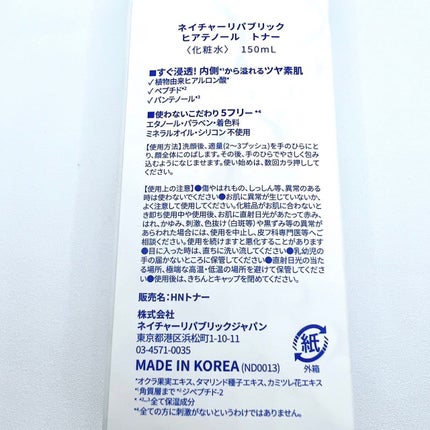 ネイチャーリパブリック
ヒアテノール トナー
〈化粧水〉 150mL
■すぐ浸透! 内側*¹から溢れるツヤ素肌
✓植物由来ヒアルロン酸*
✓ペプチド*²
✓パンテノール*³
■使わないこだわり5フリー*⁴
エタノール・パラベン・着色料
ミネラルオイル・シリコン 不使用
【使用方法】洗顔後、適量(2~3プッシュ)を手のひらにと
り、顔全体にのばします。その後、手のひらでやさしく包み込
むようになじませます。使い始めは、数回カラ押ししてく
ださい。
【使用上の注意】●傷やはれもの、しっしん等、異常のある
時は使わないでください●お肌に異常が生じていないか、
よく注意して使用してください。化粧品がお肌に合わないと
き即ち使用中や使用後、お肌に直射日光があたって赤み、
はれ、かゆみ、刺激、色抜け(白斑等)や黒ずみ等の異常が
あらわれた場合には、使用を中止し、皮フ科専門医等へご
相談ください。使用を続けますと悪化することがあります
●目に入った時は、直ちに洗い流してください●乳幼児の
手の届かないところに保管してください●直射日光の当た
る場所、極端な高温・低温の場所を避けて保管してください
●使用後は、きちんとキャップを閉めてください。
販売名:HNトナー
株式会社
ネイチャーリパブリックジャパン
東京都港区浜松町1-10-11
03-4571-0035
MADE IN KOREA (ND0013)
紙
外箱
*オクラ果実エキス、タマリンド種子エキス、カミツレ花エキス
*¹角質層まで *²ジペプチド-2
*~³全て保湿成分
*⁴全ての方に刺激がないというわけではありません。